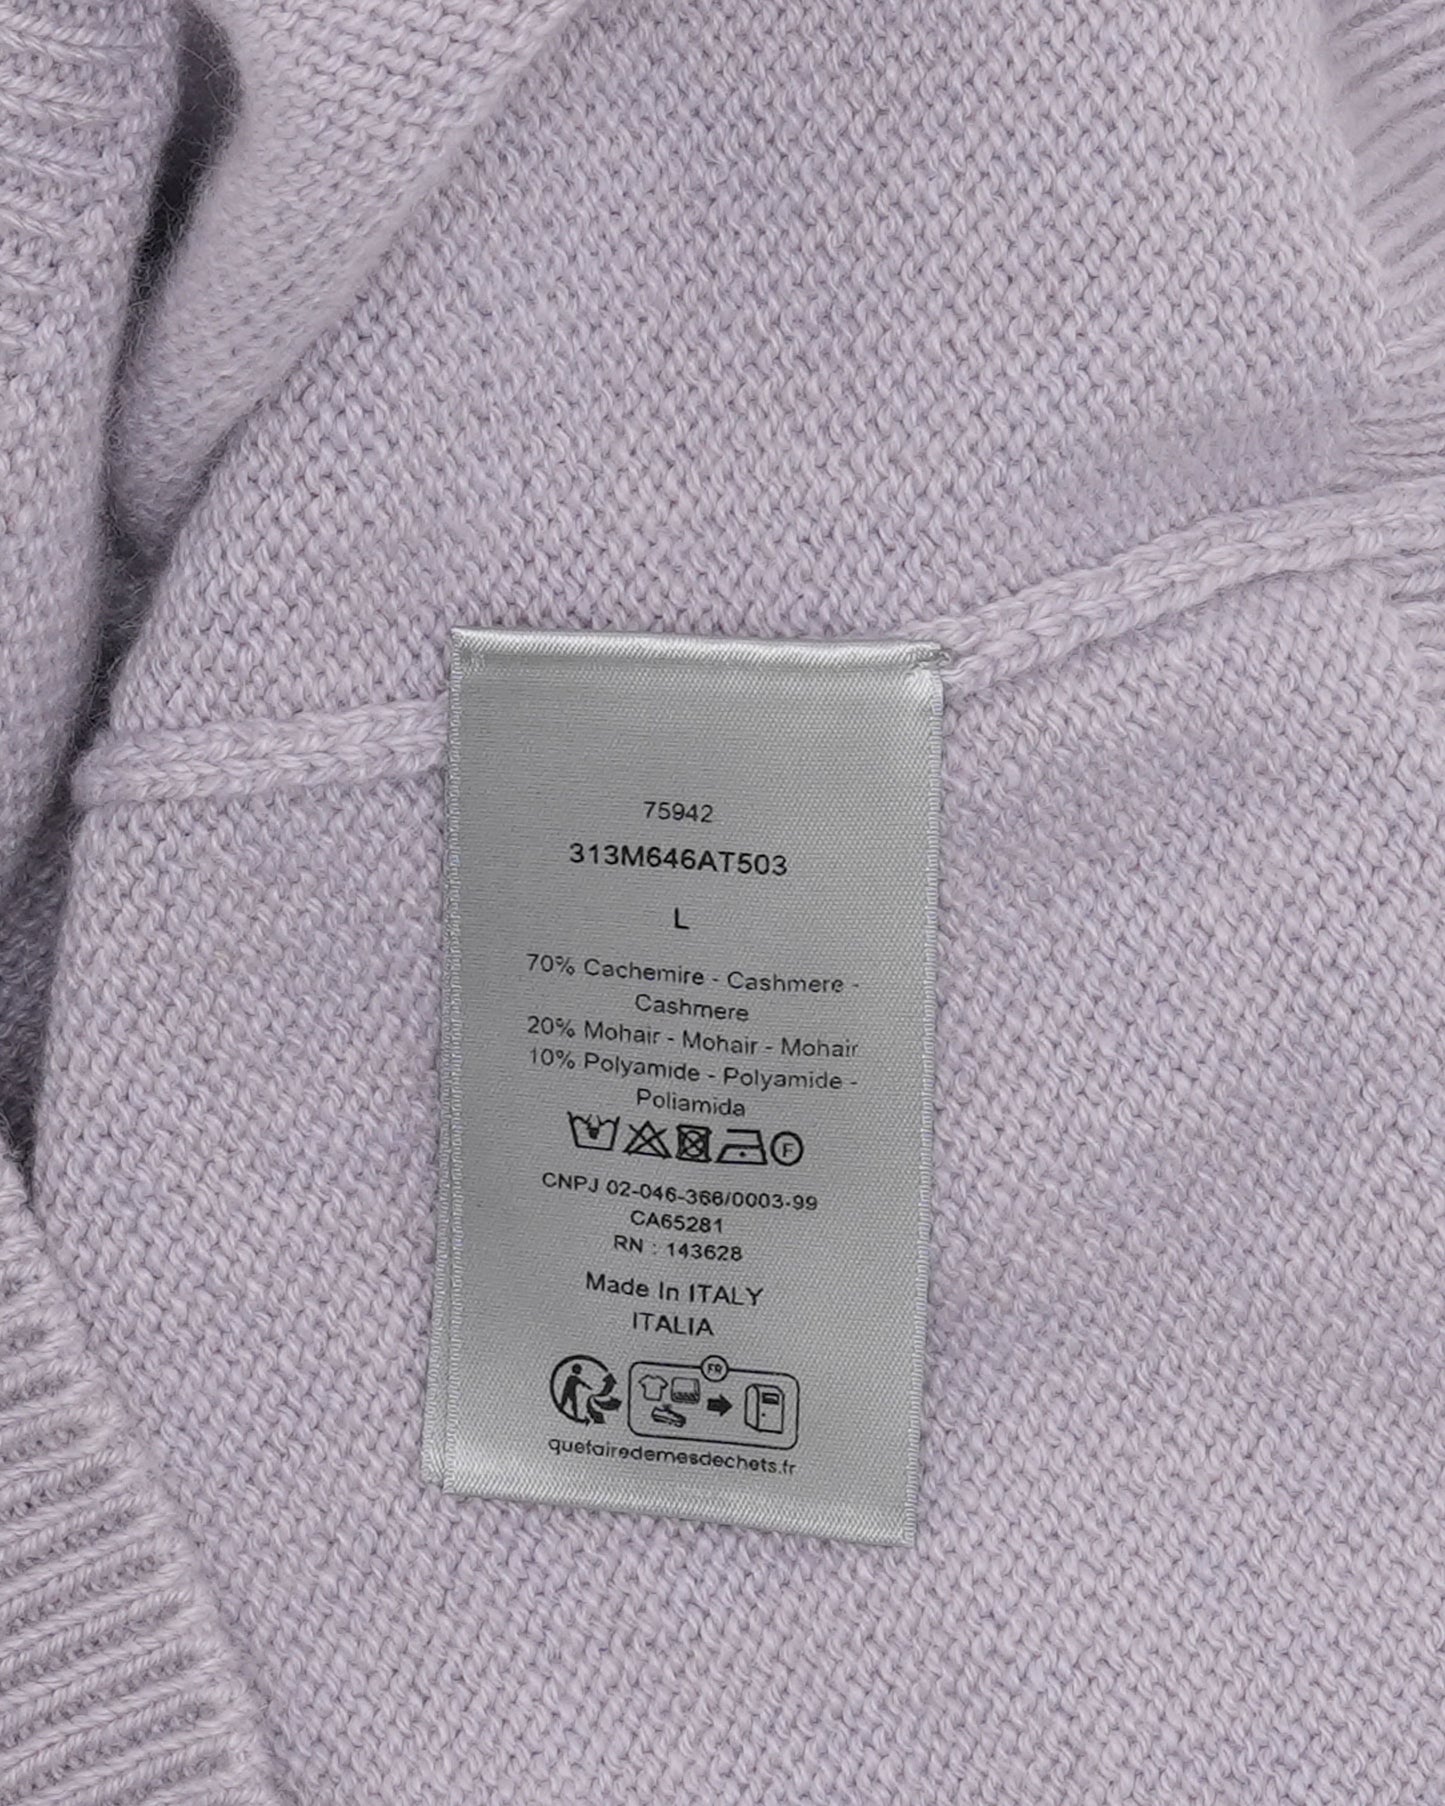 75942
313M646AT503
L
70% Cachemire - Cashmere -
Cashmere
20% Mohair - Mohair - Mohair
10% Polyamide - Polyamide -
Poliamida
F
CNPJ 02-046-366/0003-99
CA65281
RN : 143628
Made In ITALY
ITALIA
FR
quefairedemesdechets.fr